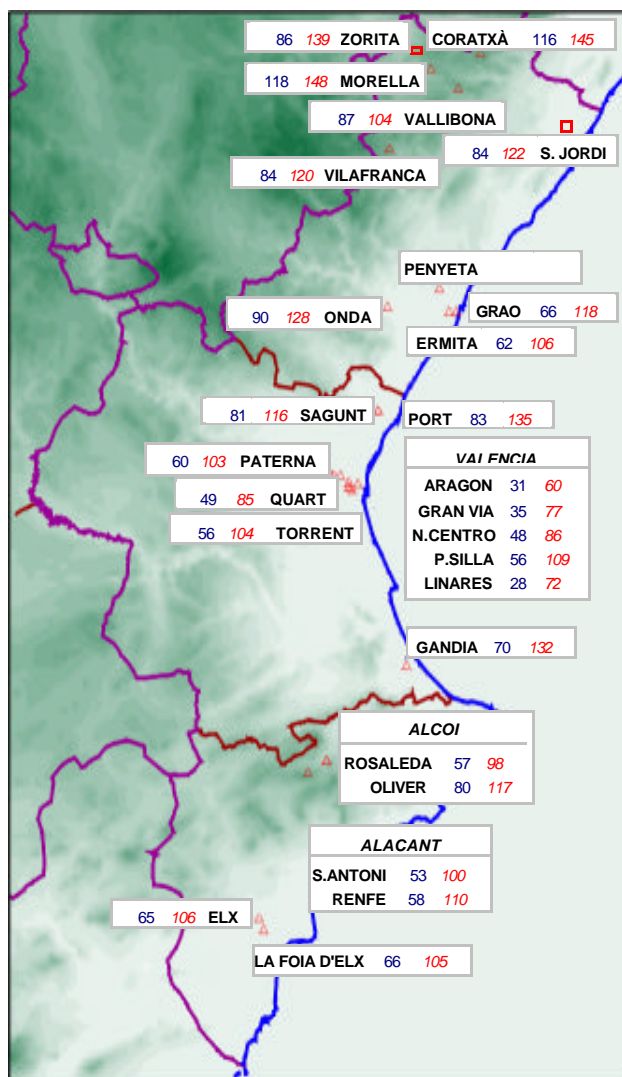 86 139 ZORITA
CORATXÀ 116 145
118 148 MORELLA
87 104 VALLIBONA
84 122 S. JORDI
84 120 VILAFRANCA
PENYETA
90 128 ONDA
GRAO 66 118
ERMITA 62 106
81 116 SAGUNT
PORT 83 135
60 103 PATERNA
49 85 QUART
56 104 TORRENT
VALENCIA
ARAGON 31 60
GRAN VIA 35 77
N.CENTRO 48 86
P.SILLA 56 109
LINARES 28 72
GANDIA 70 132
ALCOI
ROSALEDA 57 98
OLIVER 80 117
ALACANT
S.ANTONI 53 100
RENFE 58 110
65 106 ELX
LA FOIA D'ELX 66 105